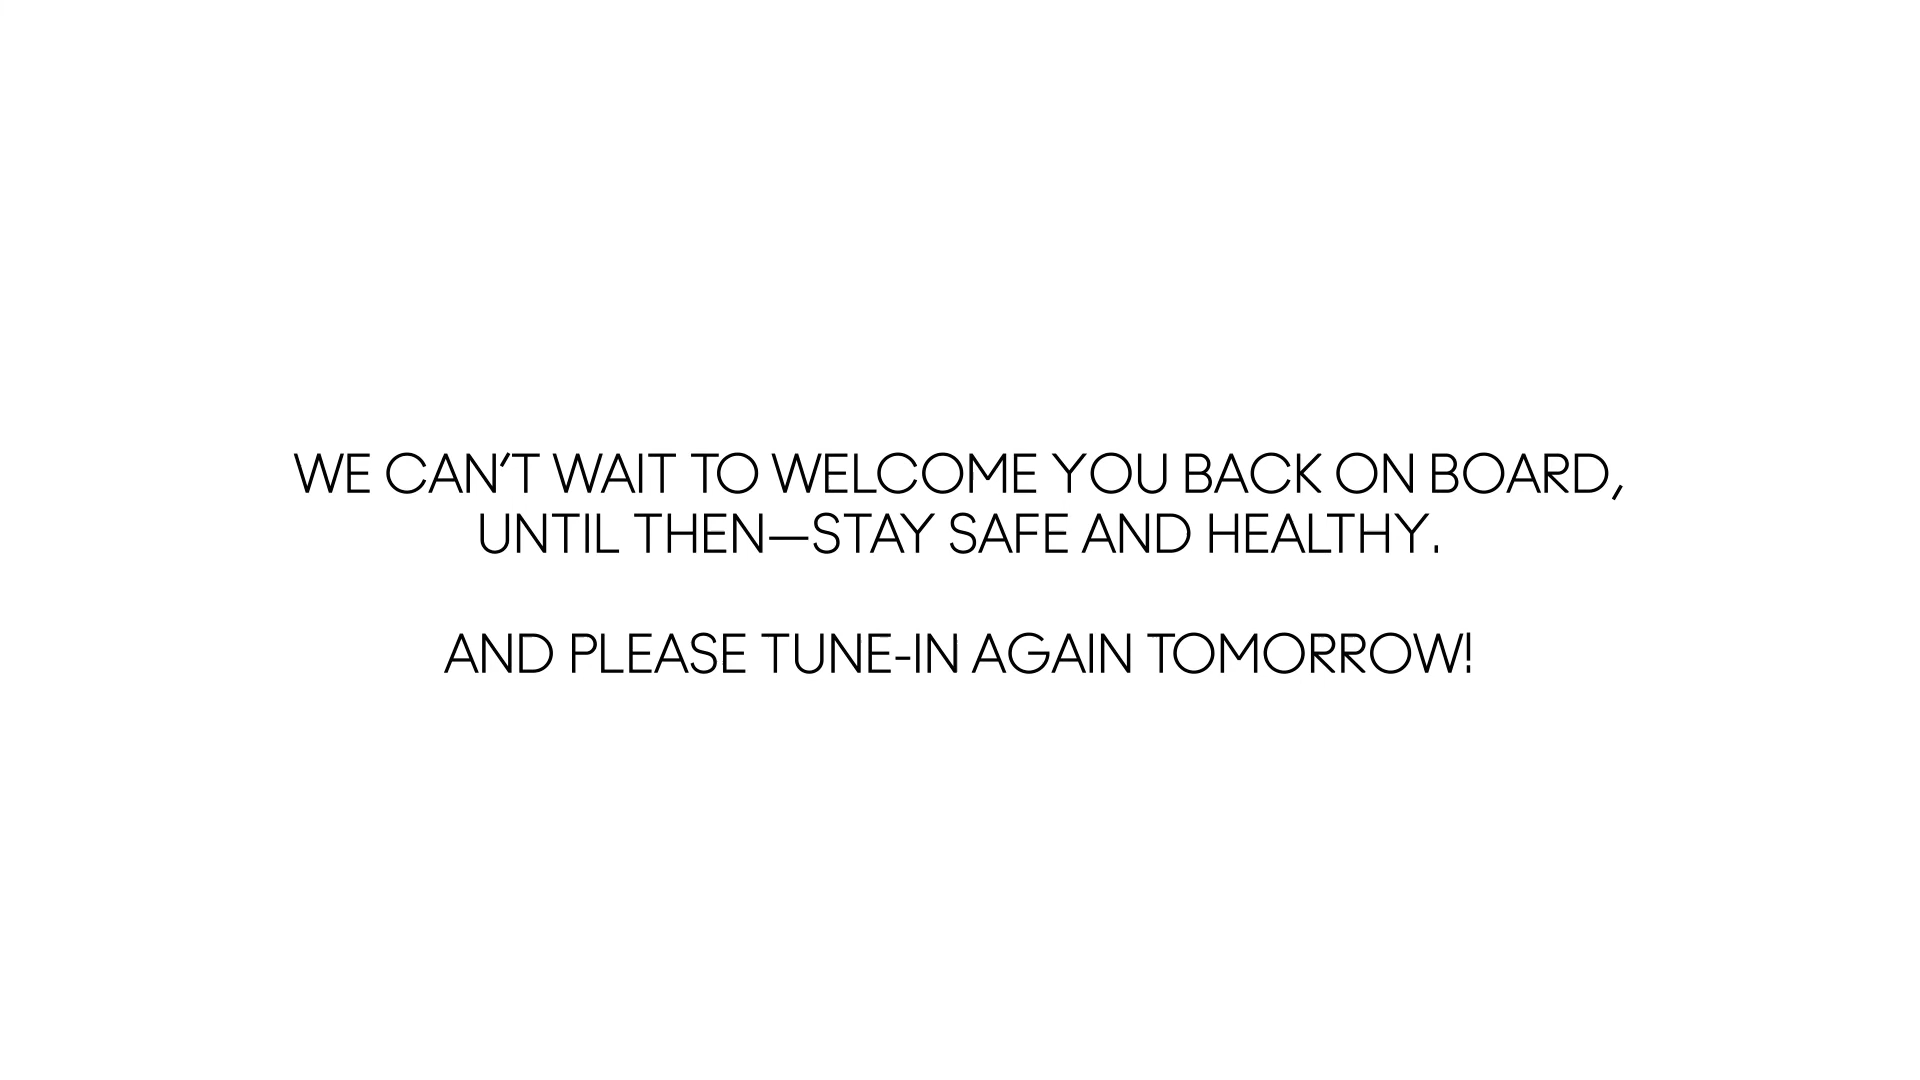 WE CAN’T WAIT TO WELCOME YOU BACK ON BOARD,
UNTIL THEN—STAY SAFE AND HEALTHY.
AND PLEASE TUNE-IN AGAIN TOMORROW!